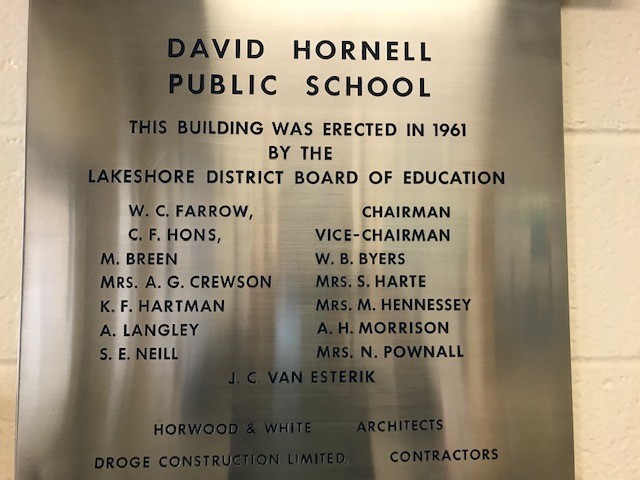 DAVID HORNELL
PUBLIC SCHOOL
THIS BUILDING WAS ERECTED IN 1961
BY THE
LAKESHORE DISTRICT BOARD OF EDUCATION
W. C. FARROW, CHAIRMAN
C. F. HONS, VICE-CHAIRMAN
M. BREEN W. B. BYERS
MRS. A. G. CREWSON MRS. S. HARTE
K. F. HARTMAN MRS. M. HENNESSEY
A. LANGLEY A. H. MORRISON
S. E. NEILL MRS. N. POWNALL
J. C. VAN ESTERIK
HORWOOD & WHITE ARCHITECTS
DROGE CONSTRUCTION LIMITED, CONTRACTORS